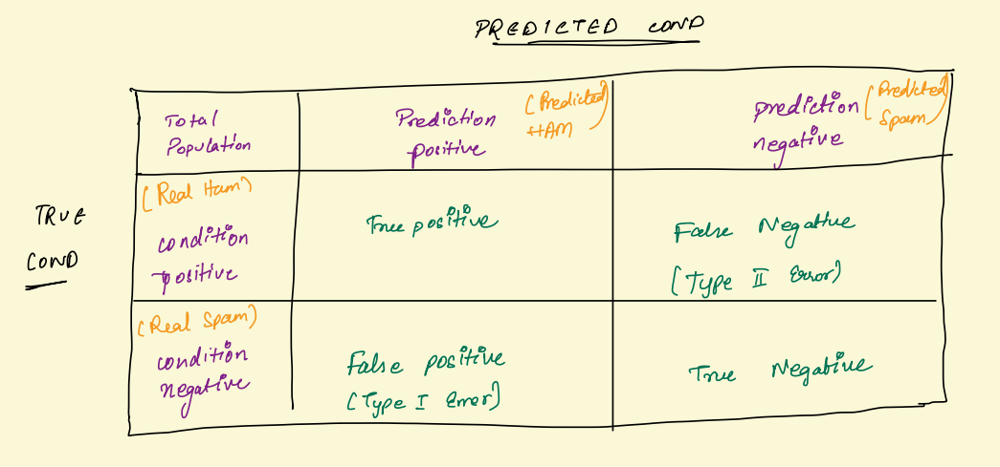 PREDICTED COND
Total
Population
Prediction
positive
(Predicted)
HAM
prediction
negative
(Predicted
Spam)
TRUE
COND
(Real Ham)
condition
positive
True positive
False Negative
(Type II Error)
(Real Spam)
condition
negative
False positive
(Type I Error)
True Negative